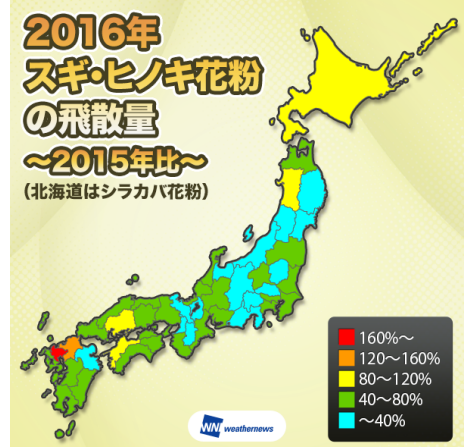 2016年
スギ・ヒノキ花粉
の飛散量
～2015年比～
（北海道はシラカバ花粉）
160%～
120～160%
80～120%
40～80%
～40%
WNI weathernews